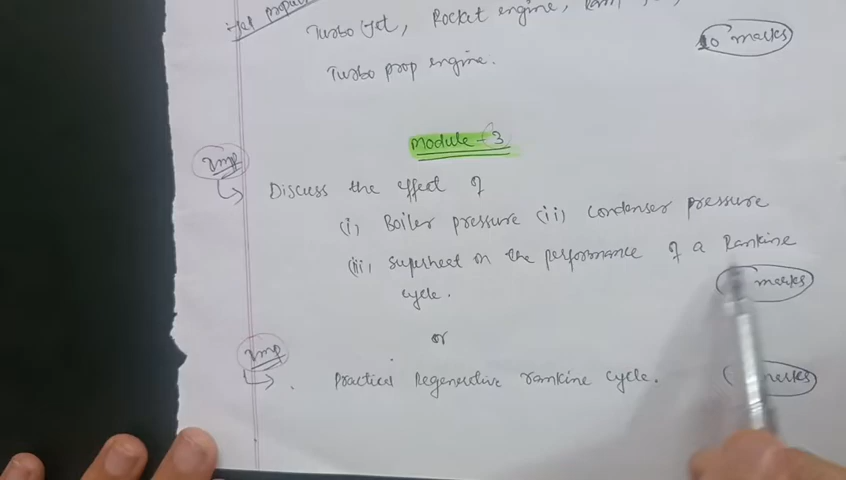 Jet
Turbo Jet, Rocket engine,
Turbo prop engine.
10 marks
Module - 3
Imp
Discuss the effect of
(i) Boiler pressure (ii) Condenser pressure
(iii) Superheat on the performance of a Rankine
marks
cycle.
or
Imp
Practical Regenerative rankine cycle.
marks